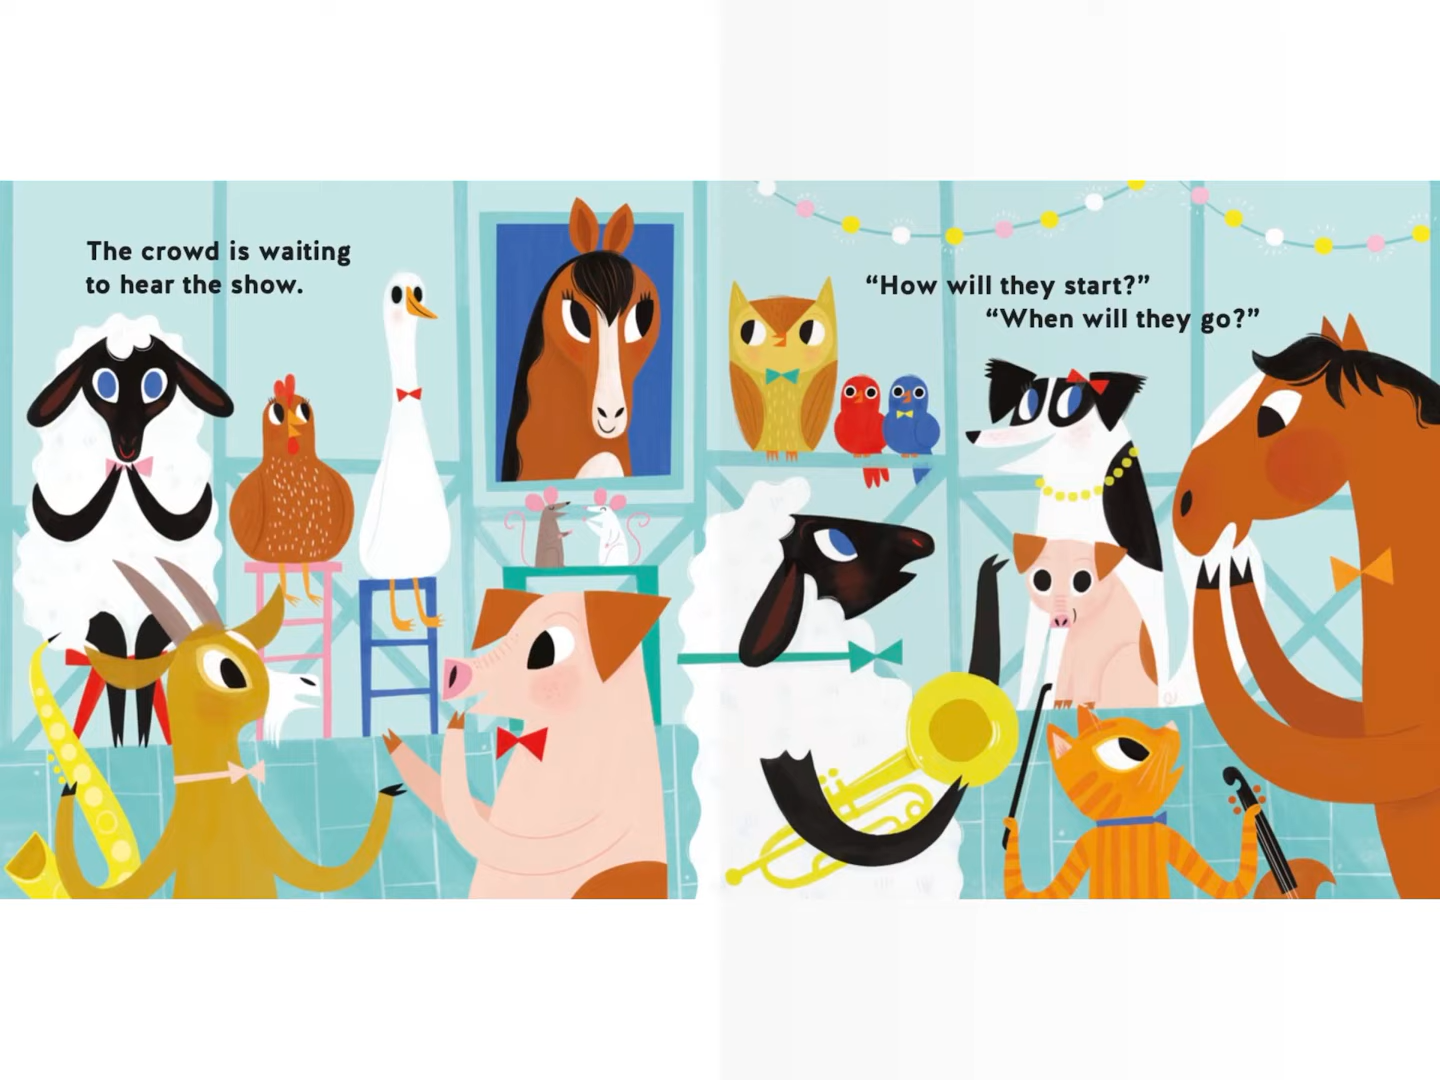 The crowd is waiting
to hear the show.
“How will they start?”
“When will they go?”